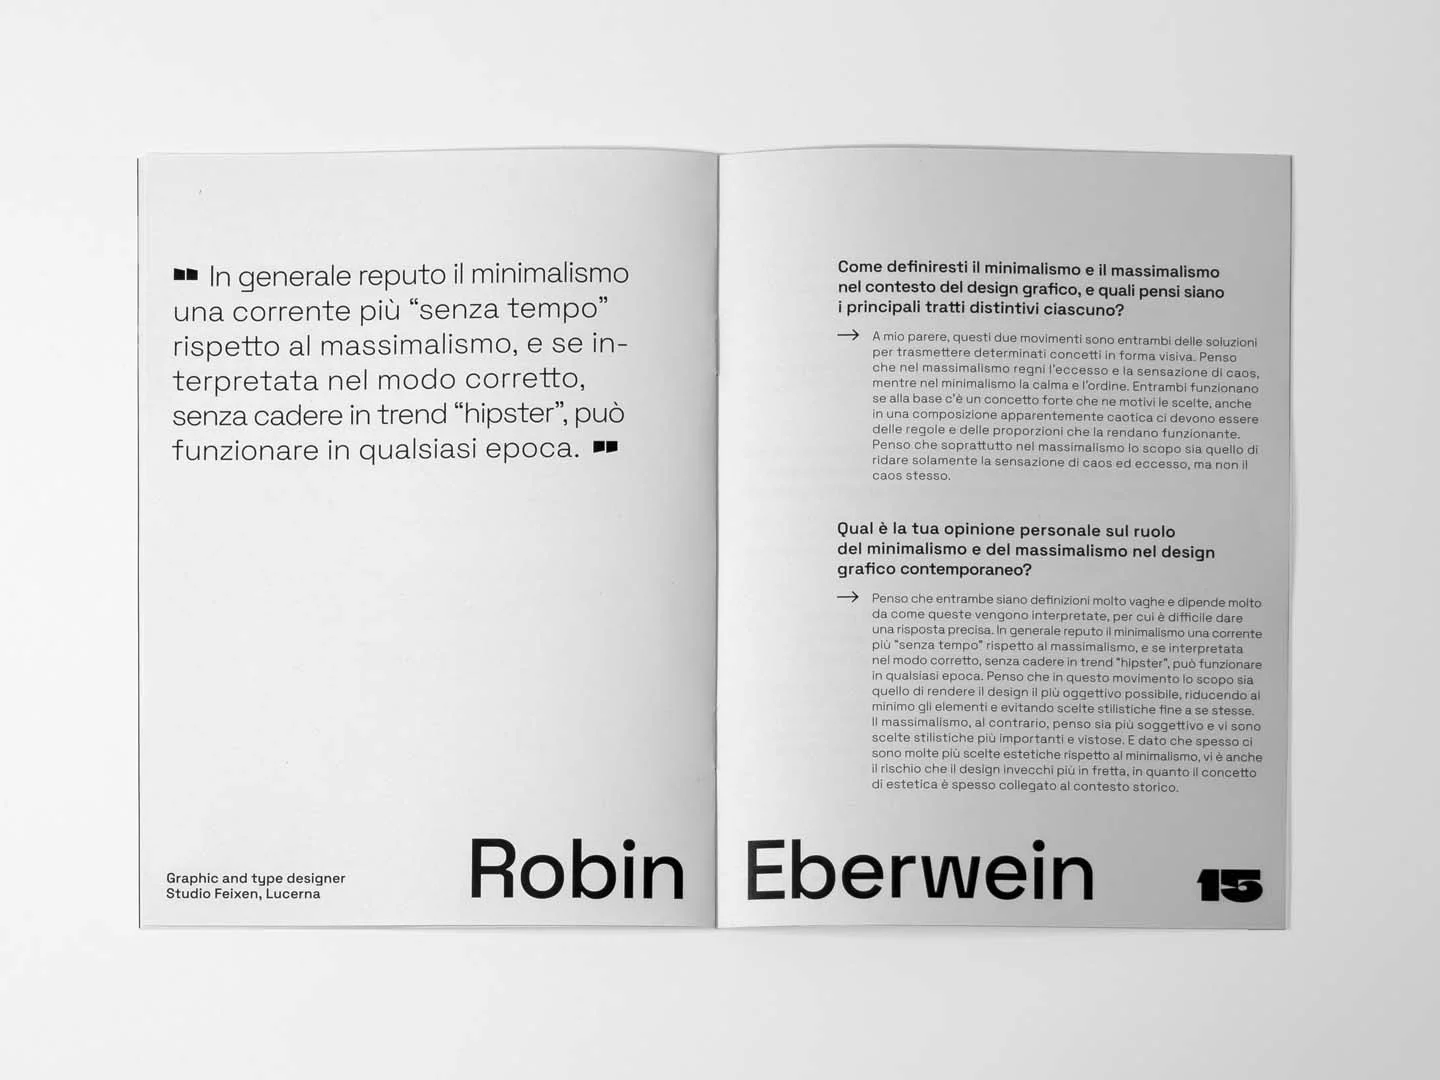 " In generale reputo il minimalismo
una corrente più “senza tempo”
rispetto al massimalismo, e se in-
terpretata nel modo corretto,
senza cadere in trend “hipster”, può
funzionare in qualsiasi epoca. "
Graphic and type designer
Studio Feixen, Lucerna
Robin Eberwein
Come definiresti il minimalismo e il massimalismo
nel contesto del design grafico, e quali pensi siano
i principali tratti distintivi ciascuno?
→ A mio parere, questi due movimenti sono entrambi delle soluzioni
per trasmettere determinati concetti in forma visiva. Penso
che nel massimalismo regni l'eccesso e la sensazione di caos,
mentre nel minimalismo la calma e l'ordine. Entrambi funzionano
se alla base c'è un concetto forte che ne motivi le scelte, anche
in una composizione apparentemente caotica ci devono essere
delle regole e delle proporzioni che la rendano funzionante.
Penso che soprattutto nel massimalismo lo scopo sia quello di
ridare solamente la sensazione di caos ed eccesso, ma non il
caos stesso.
Qual è la tua opinione personale sul ruolo
del minimalismo e del massimalismo nel design
grafico contemporaneo?
→ Penso che entrambe siano definizioni molto vaghe e dipende molto
da come queste vengono interpretate, per cui è difficile dare
una risposta precisa. In generale reputo il minimalismo una corrente
più "senza tempo" rispetto al massimalismo, e se interpretata
nel modo corretto, senza cadere in trend "hipster", può funzionare
in qualsiasi epoca. Penso che in questo movimento lo scopo sia
quello di rendere il design il più oggettivo possibile, riducendo al
minimo gli elementi e evitando scelte stilistiche fine a se stesse.
Il massimalismo, al contrario, penso sia più soggettivo e vi sono
scelte stilistiche più importanti e vistose. E dato che spesso ci
sono molte più scelte estetiche rispetto al minimalismo, vi è anche
il rischio che il design invecchi più in fretta, in quanto il concetto
di estetica è spesso collegato al contesto storico.
15